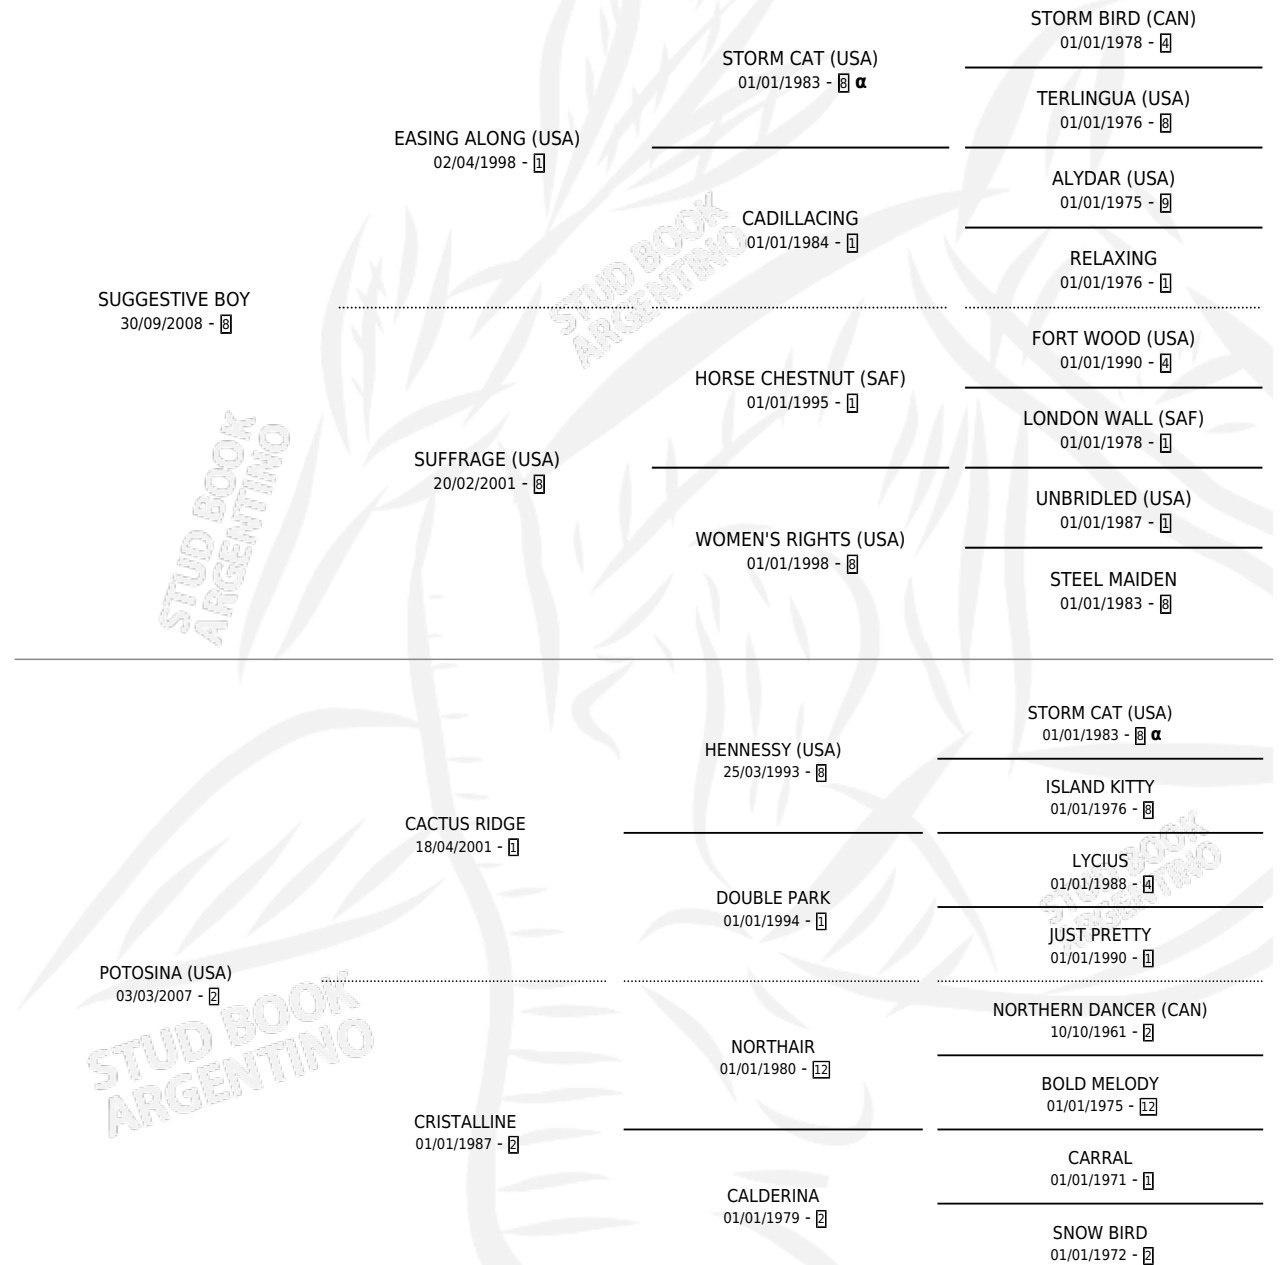 STORM BIRD (CAN)
01/01/1978 - 4
STORM CAT (USA)
01/01/1983 - 8 α
TERLINGUA (USA)
01/01/1976 - 8
EASING ALONG (USA)
02/04/1998 - 1
ALYDAR (USA)
01/01/1975 - 9
CADILLACING
01/01/1984 - 1
RELAXING
01/01/1976 - 1
SUGGESTIVE BOY
30/09/2008 - 8
FORT WOOD (USA)
01/01/1990 - 4
HORSE CHESTNUT (SAF)
01/01/1995 - 1
LONDON WALL (SAF)
01/01/1978 - 1
SUFFRAGE (USA)
20/02/2001 - 8
UNBRIDLED (USA)
01/01/1987 - 1
WOMEN'S RIGHTS (USA)
01/01/1998 - 8
STEEL MAIDEN
01/01/1983 - 8
STORM CAT (USA)
01/01/1983 - 8 α
HENNESSY (USA)
25/03/1993 - 8
ISLAND KITTY
01/01/1976 - 8
CACTUS RIDGE
18/04/2001 - 1
LYCIUS
01/01/1988 - 4
DOUBLE PARK
01/01/1994 - 1
JUST PRETTY
01/01/1990 - 1
POTOSINA (USA)
03/03/2007 - 2
NORTHERN DANCER (CAN)
10/10/1961 - 2
NORTHAIR
01/01/1980 - 12
BOLD MELODY
01/01/1975 - 12
CRISTALLINE
01/01/1987 - 2
CARRAL
01/01/1971 - 1
CALDERINA
01/01/1979 - 2
SNOW BIRD
01/01/1972 - 2
STUD BOOK
ARGENTINO
STUD BOOK
ARGENTINO
STUD BOOK
ARGENTINO
STUD BOOK
ARGENTINO